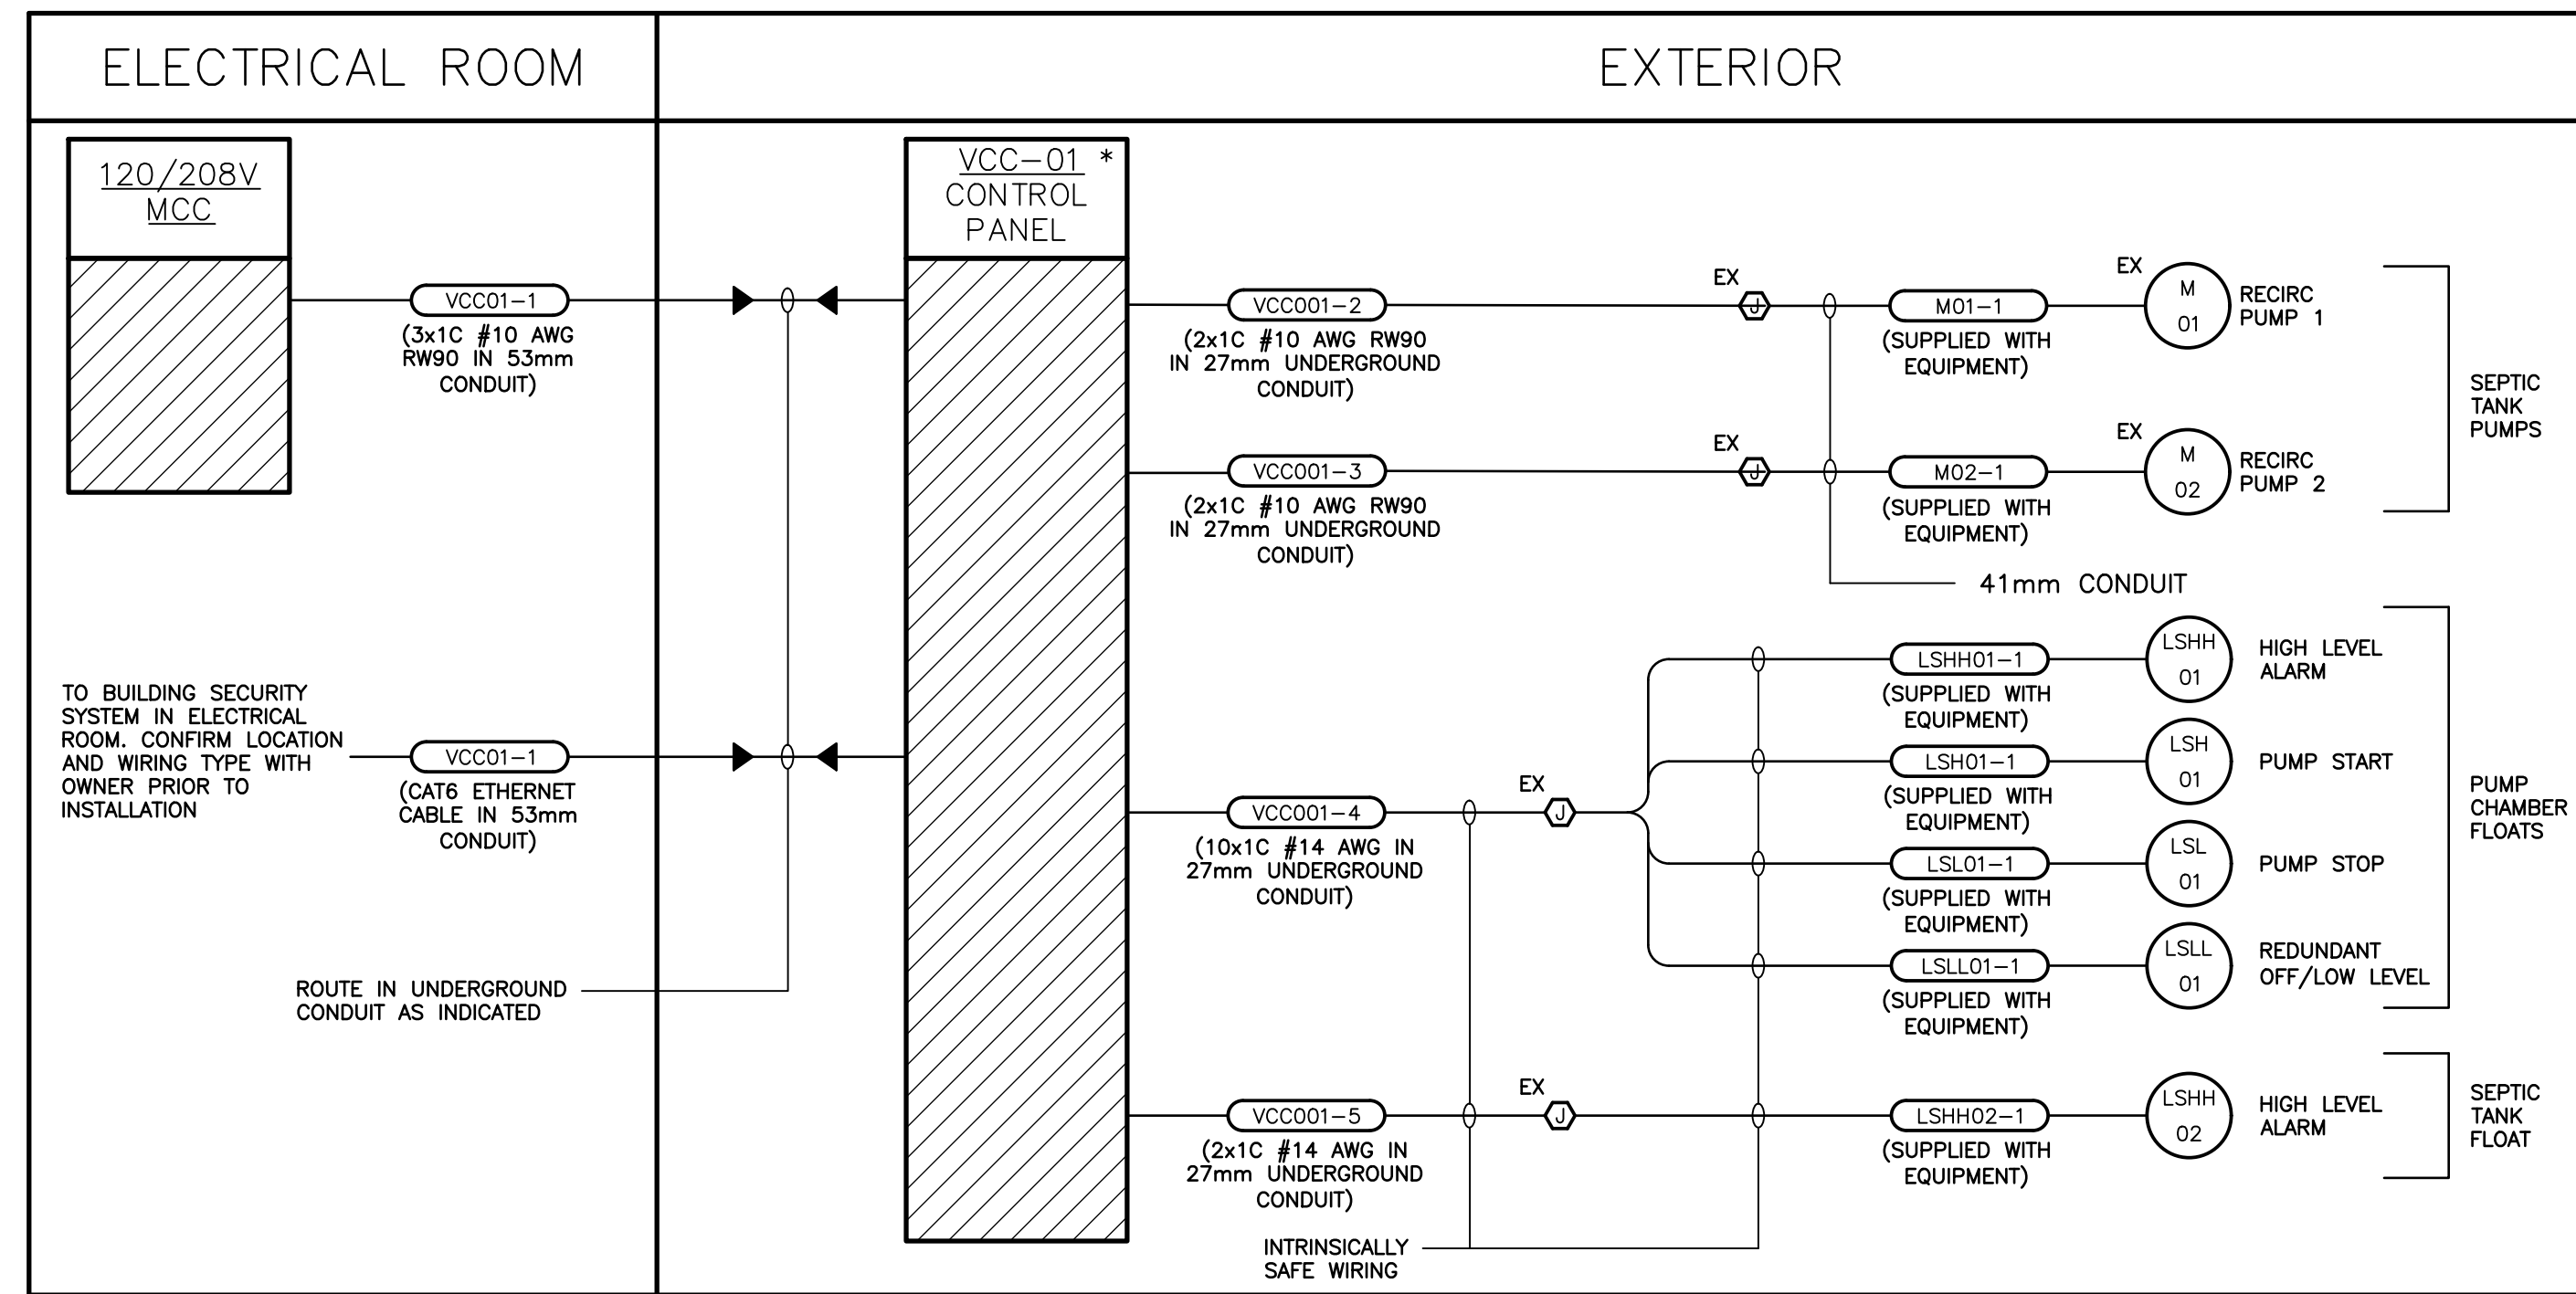 ELECTRICAL ROOM
EXTERIOR
120/208V
MCC
VCC01-1
(3x1C #10 AWG
RW90 IN 53mm
CONDUIT)
TO BUILDING SECURITY
SYSTEM IN ELECTRICAL
ROOM. CONFIRM LOCATION
AND WIRING TYPE WITH
OWNER PRIOR TO
INSTALLATION
VCC01-1
(CAT6 ETHERNET
CABLE IN 53mm
CONDUIT)
ROUTE IN UNDERGROUND
CONDUIT AS INDICATED
VCC-01 *
CONTROL
PANEL
VCC001-2
(2x1C #10 AWG RW90
IN 27mm UNDERGROUND
CONDUIT)
EX
J
M01-1
(SUPPLIED WITH
EQUIPMENT)
EX
M
01
RECIRC
PUMP 1
VCC001-3
(2x1C #10 AWG RW90
IN 27mm UNDERGROUND
CONDUIT)
EX
J
M02-1
(SUPPLIED WITH
EQUIPMENT)
EX
M
02
RECIRC
PUMP 2
SEPTIC
TANK
PUMPS
41mm CONDUIT
VCC001-4
(10x1C #14 AWG IN
27mm UNDERGROUND
CONDUIT)
EX
J
LSHH01-1
(SUPPLIED WITH
EQUIPMENT)
LSHH
01
HIGH LEVEL
ALARM
LSH01-1
(SUPPLIED WITH
EQUIPMENT)
LSH
01
PUMP START
LSL01-1
(SUPPLIED WITH
EQUIPMENT)
LSL
01
PUMP STOP
LSLL01-1
(SUPPLIED WITH
EQUIPMENT)
LSLL
01
REDUNDANT
OFF/LOW LEVEL
PUMP
CHAMBER
FLOATS
VCC001-5
(2x1C #14 AWG IN
27mm UNDERGROUND
CONDUIT)
EX
J
LSHH02-1
(SUPPLIED WITH
EQUIPMENT)
LSHH
02
HIGH LEVEL
ALARM
SEPTIC
TANK
FLOAT
INTRINSICALLY
SAFE WIRING